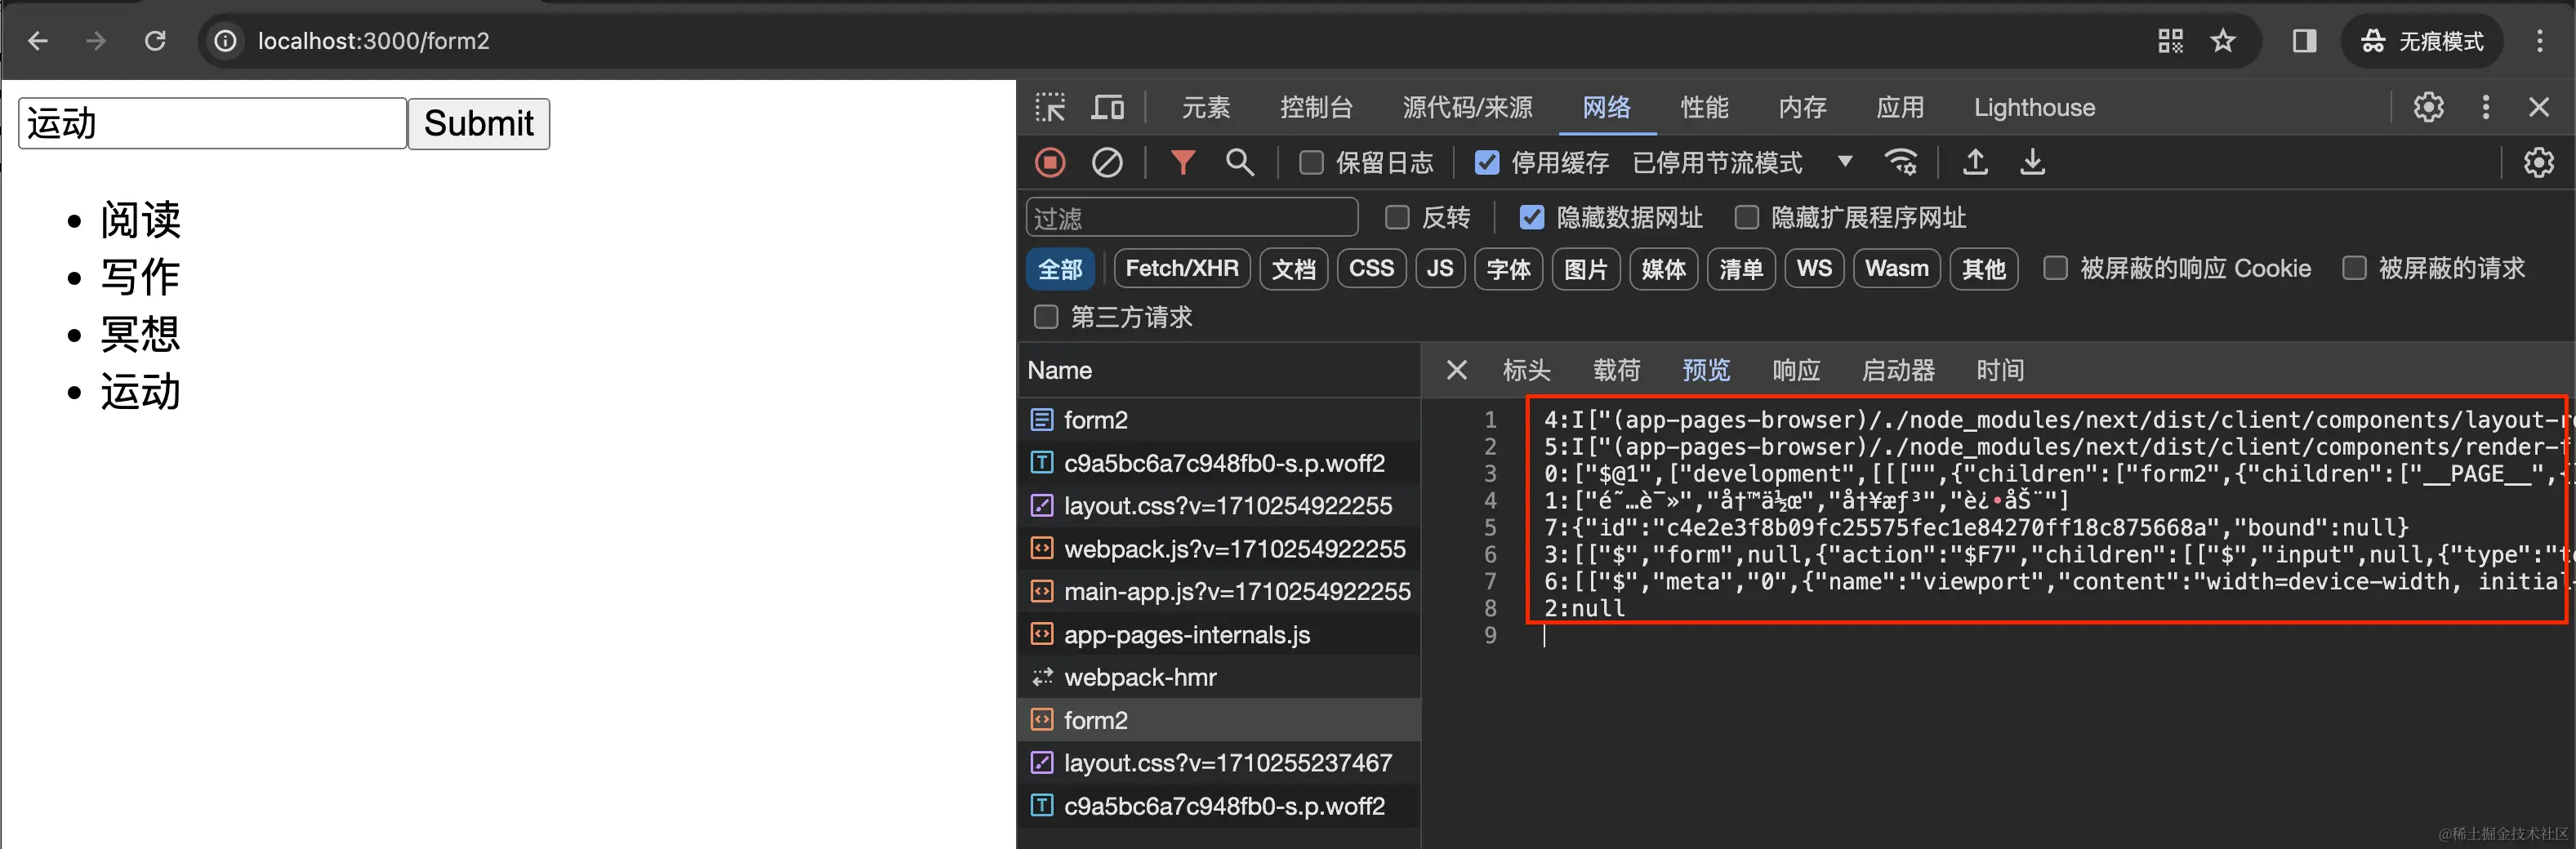 localhost:3000/form2
无痕模式
运动
Submit
阅读
写作
冥想
运动
元素 控制台 源代码/来源 网络 性能 内存 应用 Lighthouse
保留日志 停用缓存 已停用节流模式
过滤 反转 隐藏数据网址 隐藏扩展程序网址
全部 Fetch/XHR 文档 CSS JS 字体 图片 媒体 清单 WS Wasm 其他 被屏蔽的响应 Cookie 被屏蔽的请求
第三方请求
Name
form2
c9a5bc6a7c948fb0-s.p.woff2
layout.css?v=1710254922255
webpack.js?v=1710254922255
main-app.js?v=1710254922255
app-pages-internals.js
webpack-hmr
form2
layout.css?v=1710255237467
c9a5bc6a7c948fb0-s.p.woff2
标头 载荷 预览 响应 启动器 时间
1 4:I["(app-pages-browser)/./node_modules/next/dist/client/components/layout-r
2 5:I["(app-pages-browser)/./node_modules/next/dist/client/components/render-f
3 0:["$@1",["development",[[["",{"children":["form2",{"children":["__PAGE__",{
4 1:["é˜…è¯»","å†™ä½œ","å†¥æƒ³","è¿•åŠ¨"]
5 7:{"id":"c4e2e3f8b09fc25575fec1e84270ff18c875668a","bound":null}
6 3:[["$","form",null,{"action":"$F7","children":[["$","input",null,{"type":"t
7 6:[["$","meta","0",{"name":"viewport","content":"width=device-width, initial-
8 2:null
9
@稀土掘金技术社区